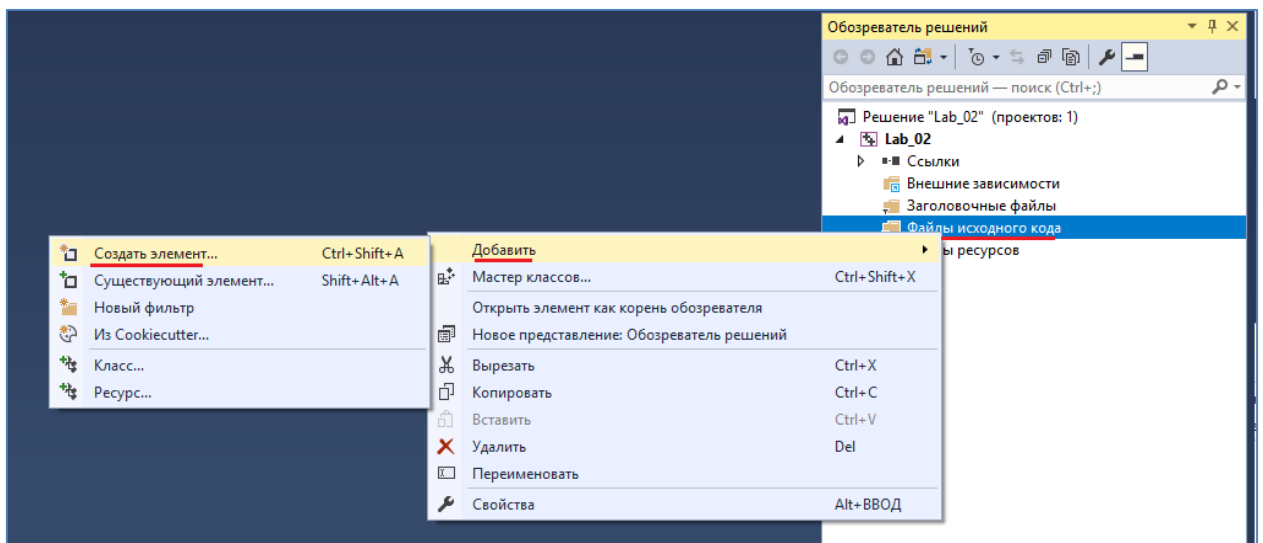 Обозреватель решений
Обозреватель решений — поиск (Ctrl+;)
Решение "Lab_02" (проектов: 1)
Lab_02
Ссылки
Внешние зависимости
Заголовочные файлы
Файлы исходного кода
ы ресурсов
Добавить
Мастер классов... Ctrl+Shift+X
Открыть элемент как корень обозревателя
Новое представление: Обозреватель решений
Вырезать Ctrl+X
Копировать Ctrl+C
Вставить Ctrl+V
Удалить Del
Переименовать
Свойства Alt+ВВОД
Создать элемент... Ctrl+Shift+A
Существующий элемент... Shift+Alt+A
Новый фильтр
Из Cookiecutter...
Класс...
Ресурс...